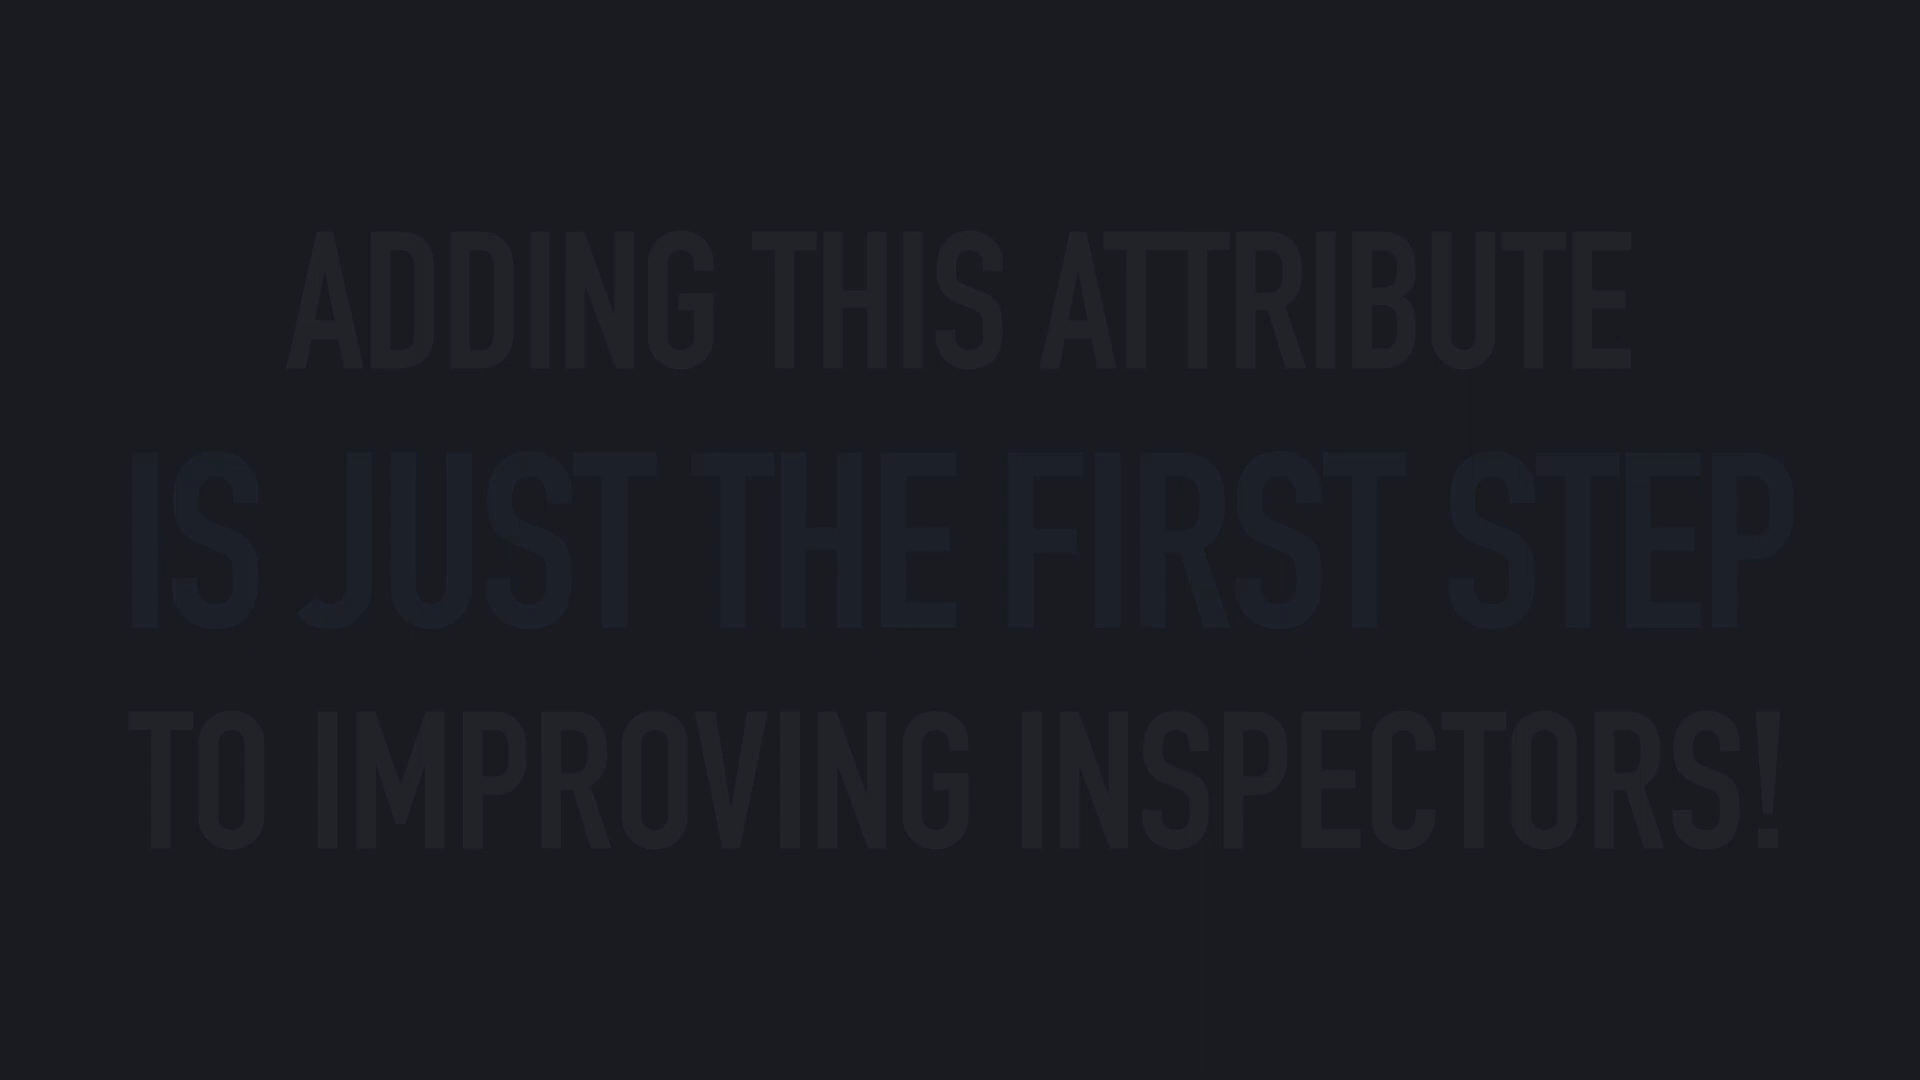 ADDING THIS ATTRIBUTE
IS JUST THE FIRST STEP
TO IMPROVING INSPECTORS!